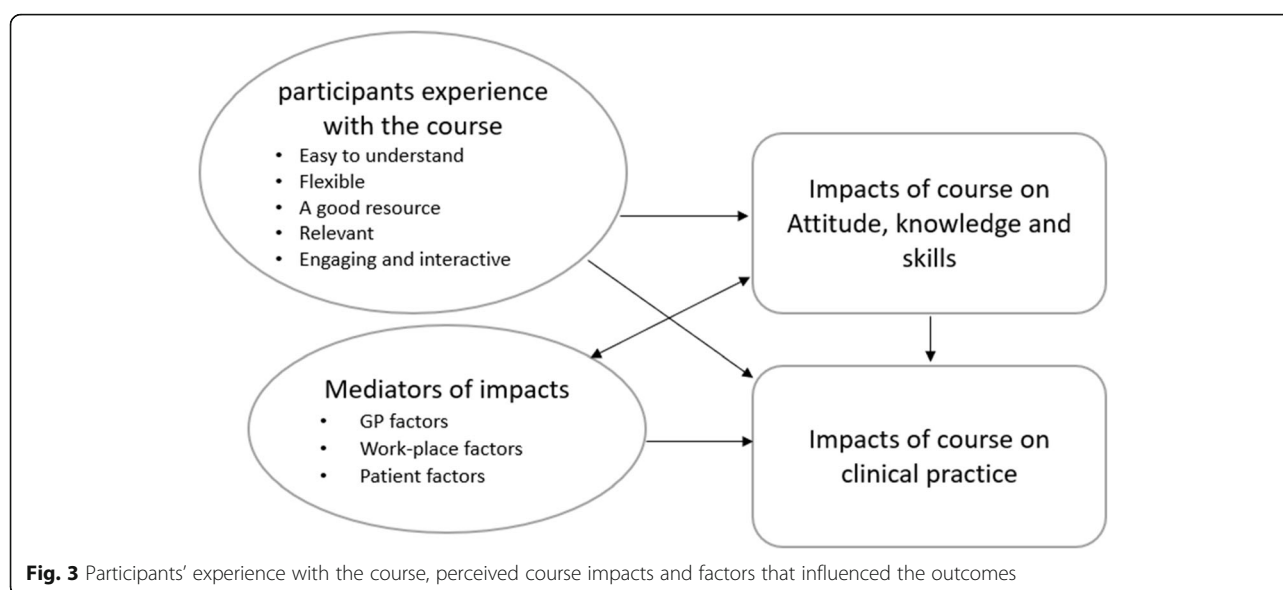 participants experience
with the course
• Easy to understand
• Flexible
• A good resource
• Relevant
• Engaging and interactive
Impacts of course on
Attitude, knowledge and
skills
Mediators of impacts
• GP factors
• Work-place factors
• Patient factors
Impacts of course on
clinical practice
Fig. 3 Participants’ experience with the course, perceived course impacts and factors that influenced the outcomes